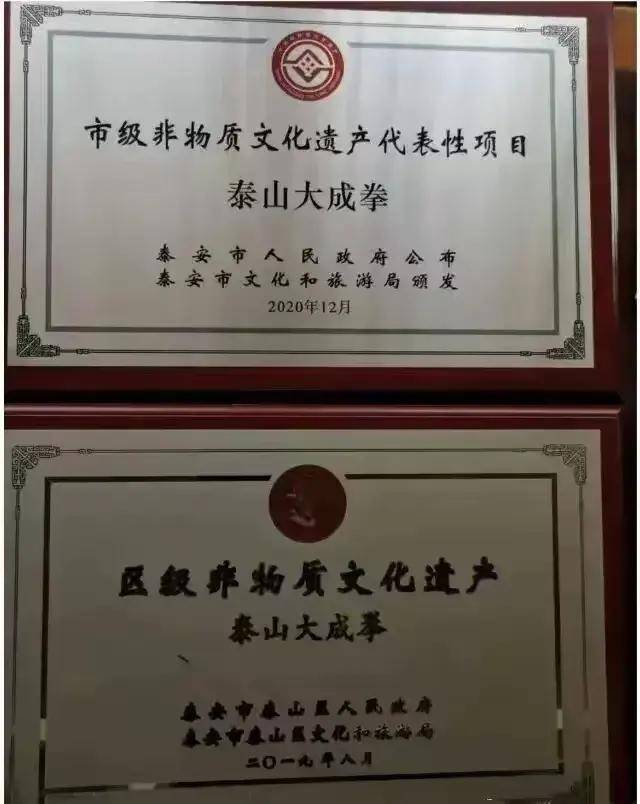 市级非物质文化遗产代表性项目
泰山大成拳
泰安市人民政府公布
泰安市文化和旅游局颁发
2020年12月
区级非物质文化遗产
泰山大成拳
泰安市泰山区人民政府
泰安市泰山区文化和旅游局
二〇一九年八月